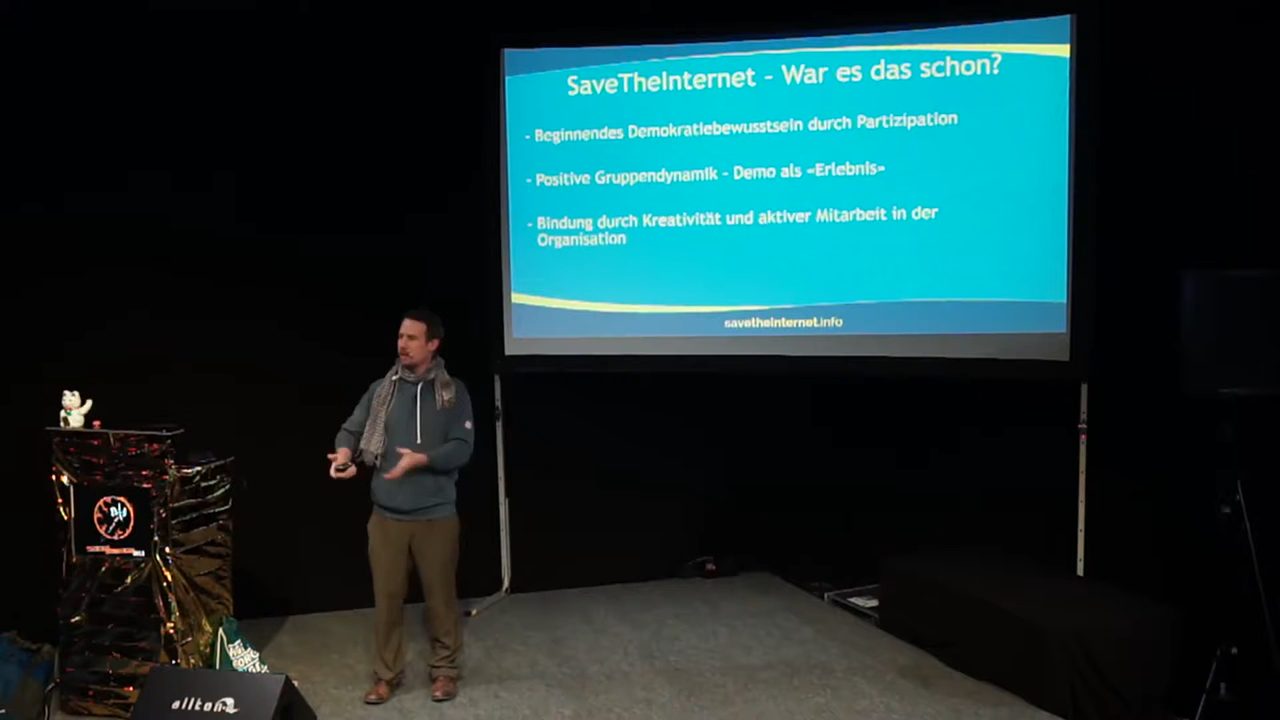 SaveTheInternet - War es das schon?
- Beginnendes Demokratiebewusstsein durch Partizipation
- Positive Gruppendynamik - Demo als «Erlebnis»
- Bindung durch Kreativität und aktiver Mitarbeit in der
Organisation
savetheinternet.info